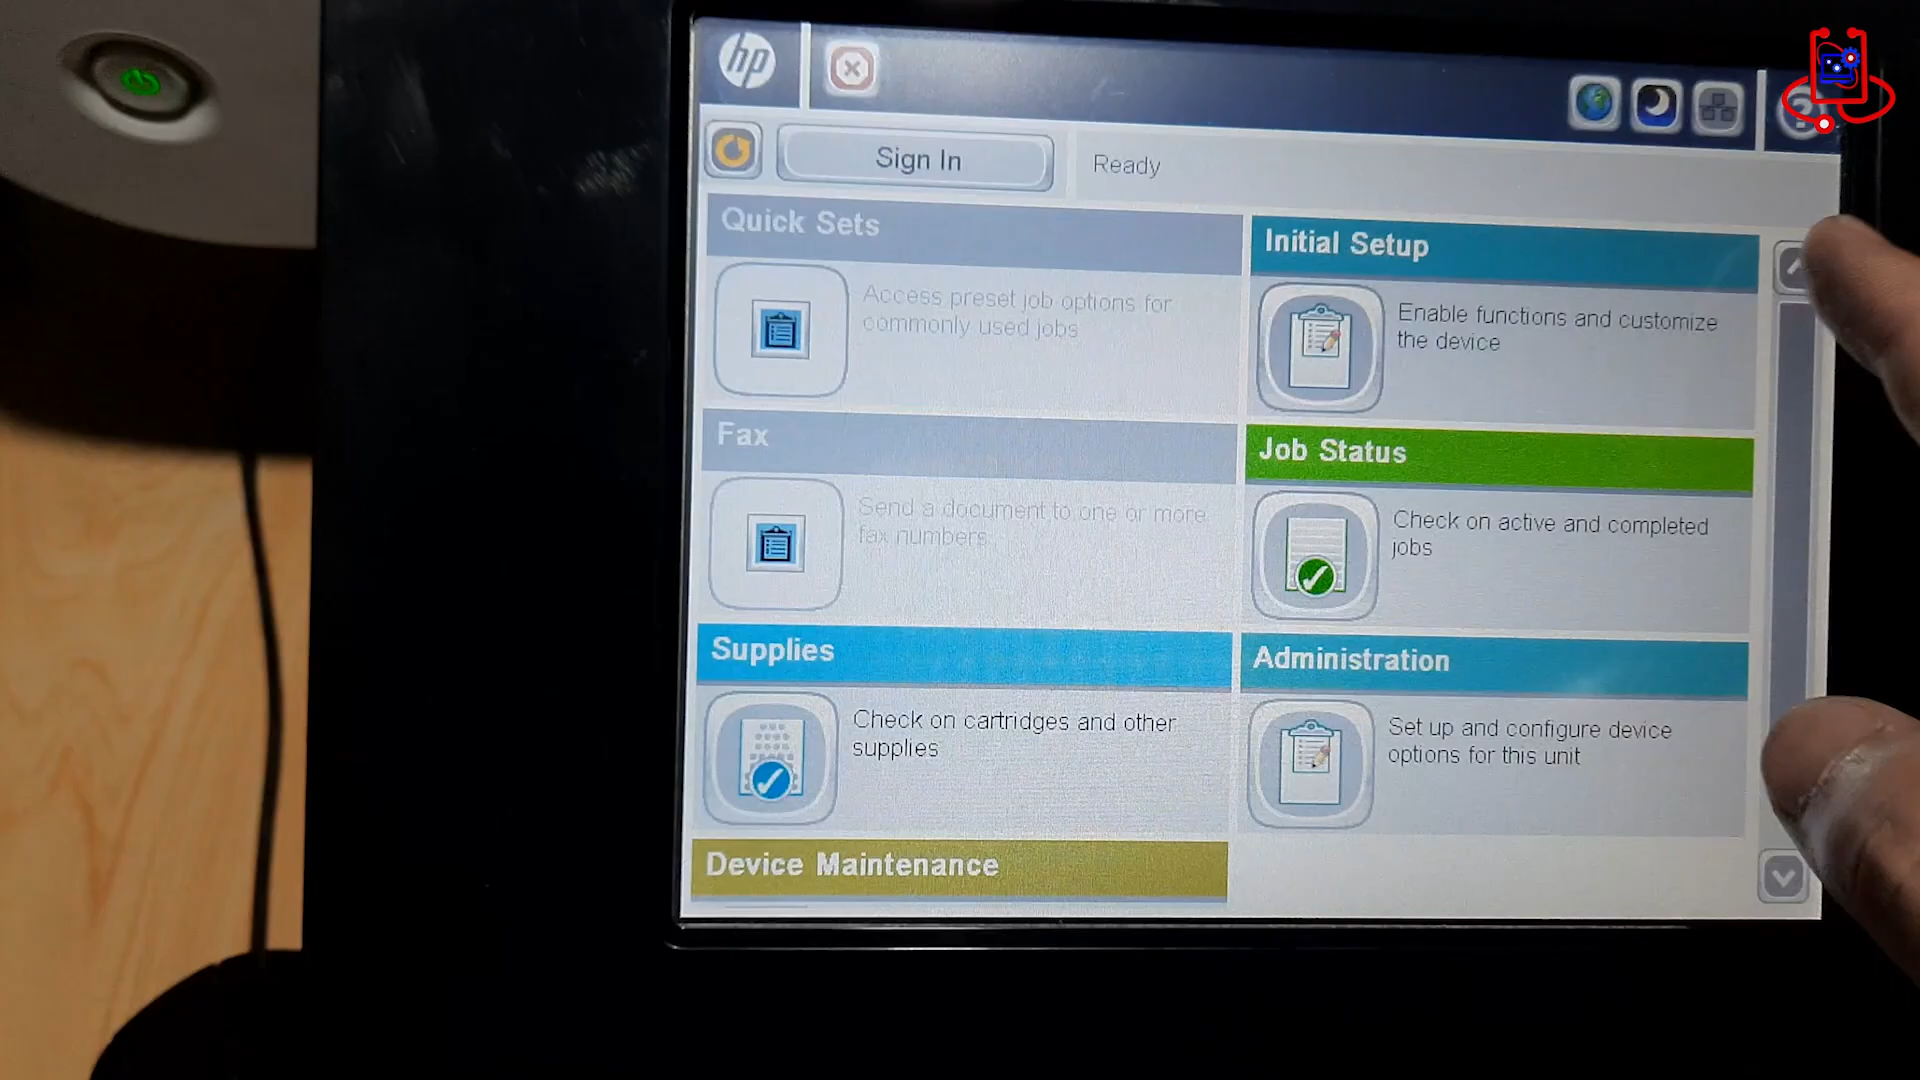 hp
Sign In
Ready
Quick Sets
Access preset job options for
commonly used jobs
Initial Setup
Enable functions and customize
the device
Fax
Send a document to one or more
fax numbers
Job Status
Check on active and completed
jobs
Supplies
Check on cartridges and other
supplies
Administration
Set up and configure device
options for this unit
Device Maintenance